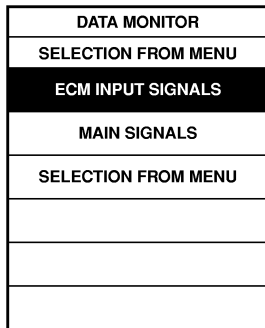 DATA MONITOR
SELECTION FROM MENU
ECM INPUT SIGNALS
MAIN SIGNALS
SELECTION FROM MENU